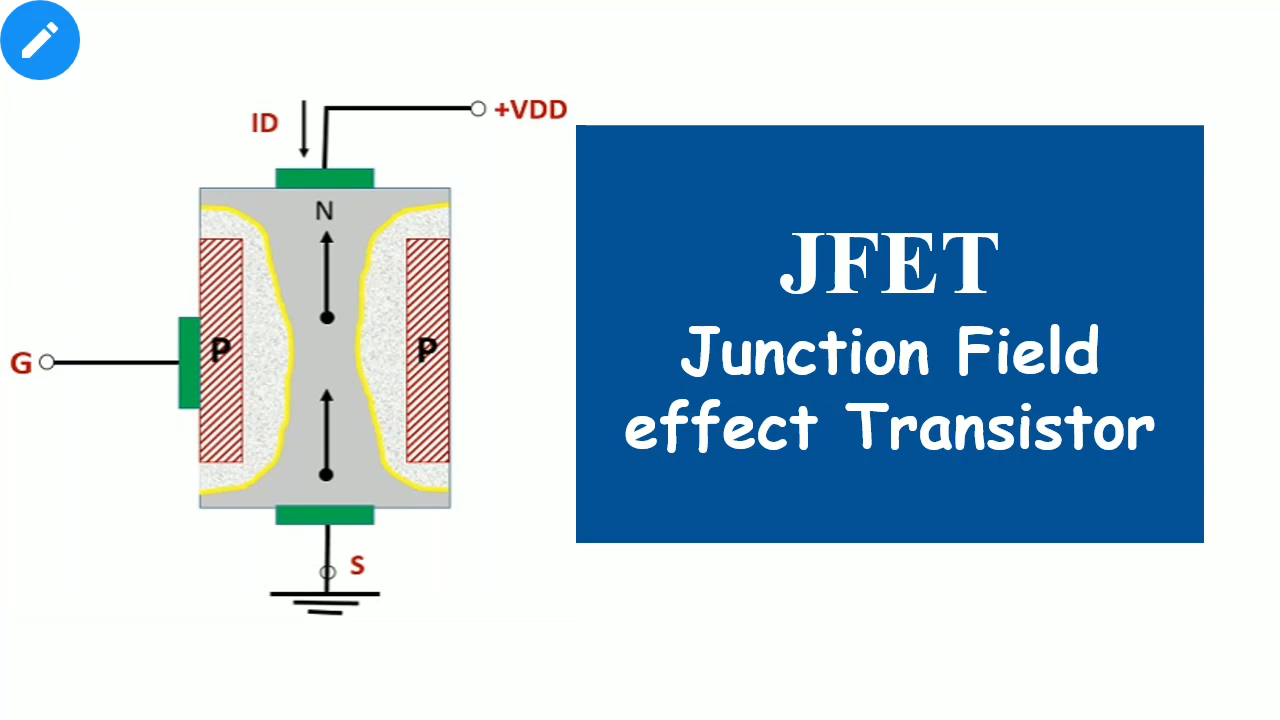 ID
+VDD
N
G
P
P
S
JFET
Junction Field
effect Transistor